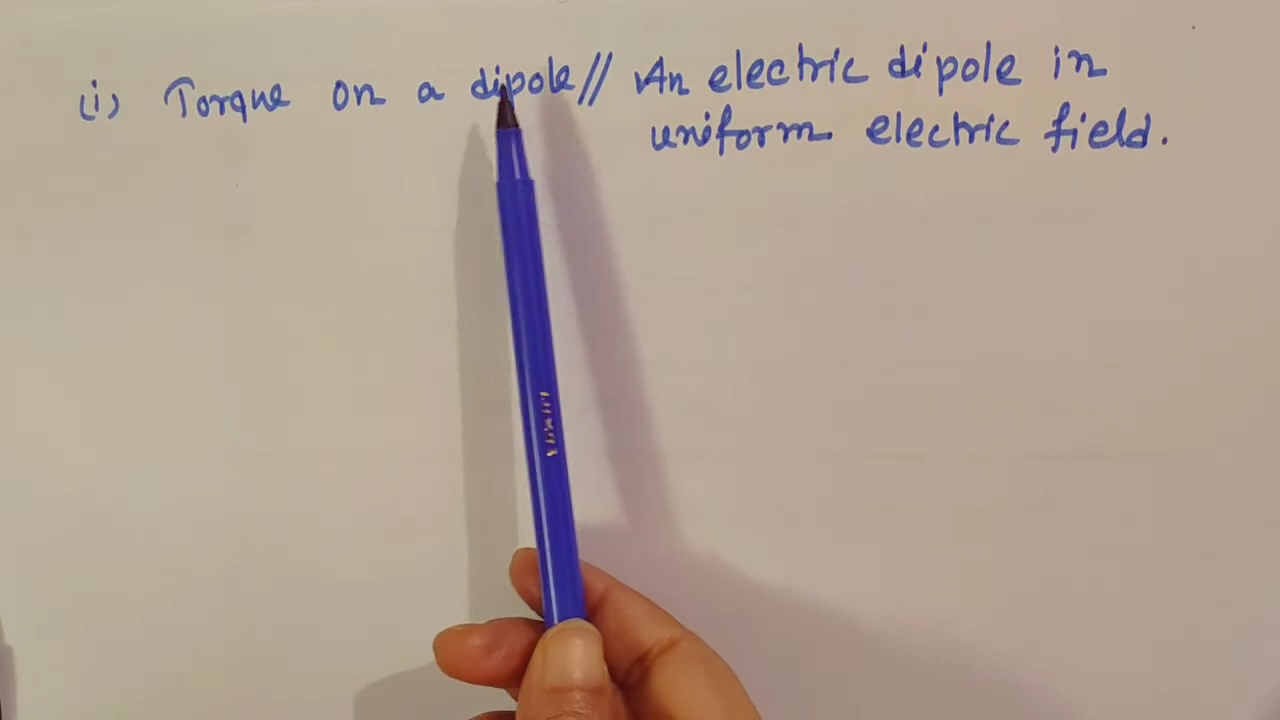 (i) Torque on a dipole // An electric dipole in
uniform electric field.